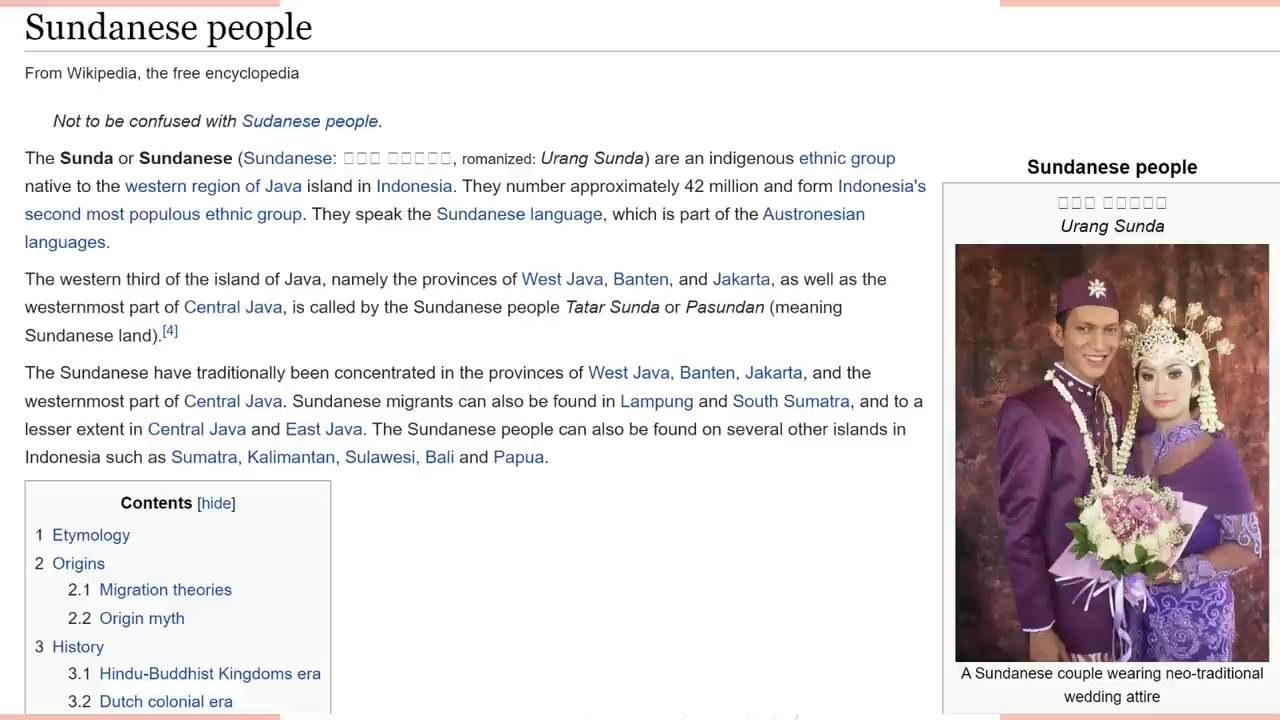 Sundanese people
From Wikipedia, the free encyclopedia
Not to be confused with Sudanese people.
The Sunda or Sundanese (Sundanese: □□□ □□□□□, romanized: Urang Sunda) are an indigenous ethnic group
native to the western region of Java island in Indonesia. They number approximately 42 million and form Indonesia's
second most populous ethnic group. They speak the Sundanese language, which is part of the Austronesian
languages.
The western third of the island of Java, namely the provinces of West Java, Banten, and Jakarta, as well as the
westernmost part of Central Java, is called by the Sundanese people Tatar Sunda or Pasundan (meaning
Sundanese land).[4]
The Sundanese have traditionally been concentrated in the provinces of West Java, Banten, Jakarta, and the
westernmost part of Central Java. Sundanese migrants can also be found in Lampung and South Sumatra, and to a
lesser extent in Central Java and East Java. The Sundanese people can also be found on several other islands in
Indonesia such as Sumatra, Kalimantan, Sulawesi, Bali and Papua.
Contents [hide]
1 Etymology
2 Origins
2.1 Migration theories
2.2 Origin myth
3 History
3.1 Hindu-Buddhist Kingdoms era
3.2 Dutch colonial era
Sundanese people
□□□ □□□□□
Urang Sunda
A Sundanese couple wearing neo-traditional
wedding attire